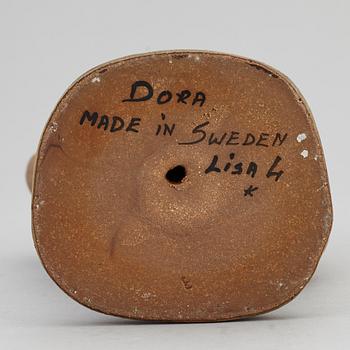 DORA
MADE IN SWEDEN
LISA L
*